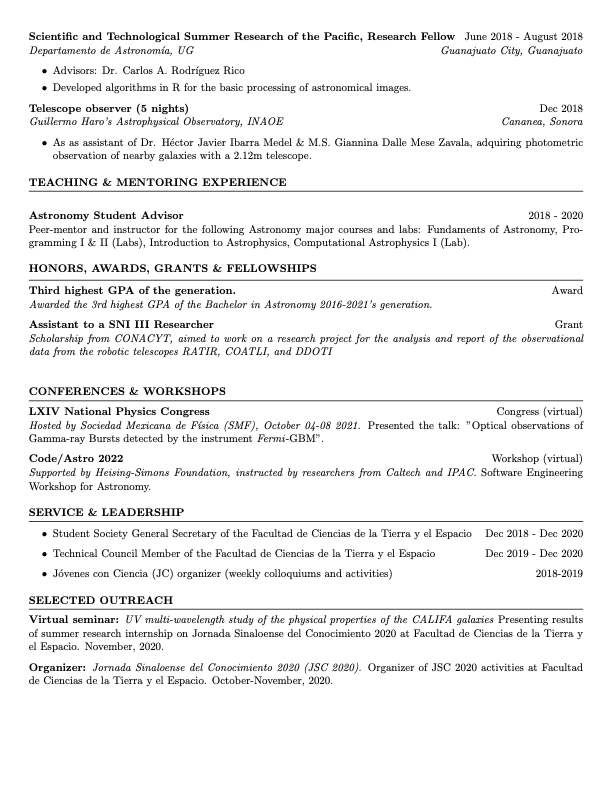 Scientific and Technological Summer Research of the Pacific, Research Fellow June 2018 - August 2018
Departamento de Astronomía, UG Guanajuato City, Guanajuato
• Advisors: Dr. Carlos A. Rodríguez Rico
• Developed algorithms in R for the basic processing of astronomical images.
Telescope observer (5 nights) Dec 2018
Guillermo Haro's Astrophysical Observatory, INAOE Cananea, Sonora
• As as assistant of Dr. Héctor Javier Ibarra Medel & M.S. Giannina Dalle Mese Zavala, adquiring photometric
observation of nearby galaxies with a 2.12m telescope.
TEACHING & MENTORING EXPERIENCE
Astronomy Student Advisor 2018 - 2020
Peer-mentor and instructor for the following Astronomy major courses and labs: Fundaments of Astronomy, Pro-
gramming I & II (Labs), Introduction to Astrophysics, Computational Astrophysics I (Lab).
HONORS, AWARDS, GRANTS & FELLOWSHIPS
Third highest GPA of the generation. Award
Awarded the 3rd highest GPA of the Bachelor in Astronomy 2016-2021's generation.
Assistant to a SNI III Researcher Grant
Scholarship from CONACYT, aimed to work on a research project for the analysis and report of the observational
data from the robotic telescopes RATIR, COATLI, and DDOTI
CONFERENCES & WORKSHOPS
LXIV National Physics Congress Congress (virtual)
Hosted by Sociedad Mexicana de Física (SMF), October 04-08 2021. Presented the talk: "Optical observations of
Gamma-ray Bursts detected by the instrument Fermi-GBM".
Code/Astro 2022 Workshop (virtual)
Supported by Heising-Simons Foundation, instructed by researchers from Caltech and IPAC. Software Engineering
Workshop for Astronomy.
SERVICE & LEADERSHIP
• Student Society General Secretary of the Facultad de Ciencias de la Tierra y el Espacio Dec 2018 - Dec 2020
• Technical Council Member of the Facultad de Ciencias de la Tierra y el Espacio Dec 2019 - Dec 2020
• Jóvenes con Ciencia (JC) organizer (weekly colloquiums and activities) 2018-2019
SELECTED OUTREACH
Virtual seminar: UV multi-wavelength study of the physical properties of the CALIFA galaxies Presenting results
of summer research internship on Jornada Sinaloense del Conocimiento 2020 at Facultad de Ciencias de la Tierra y
el Espacio. November, 2020.
Organizer: Jornada Sinaloense del Conocimiento 2020 (JSC 2020). Organizer of JSC 2020 activities at Facultad
de Ciencias de la Tierra y el Espacio. October-November, 2020.